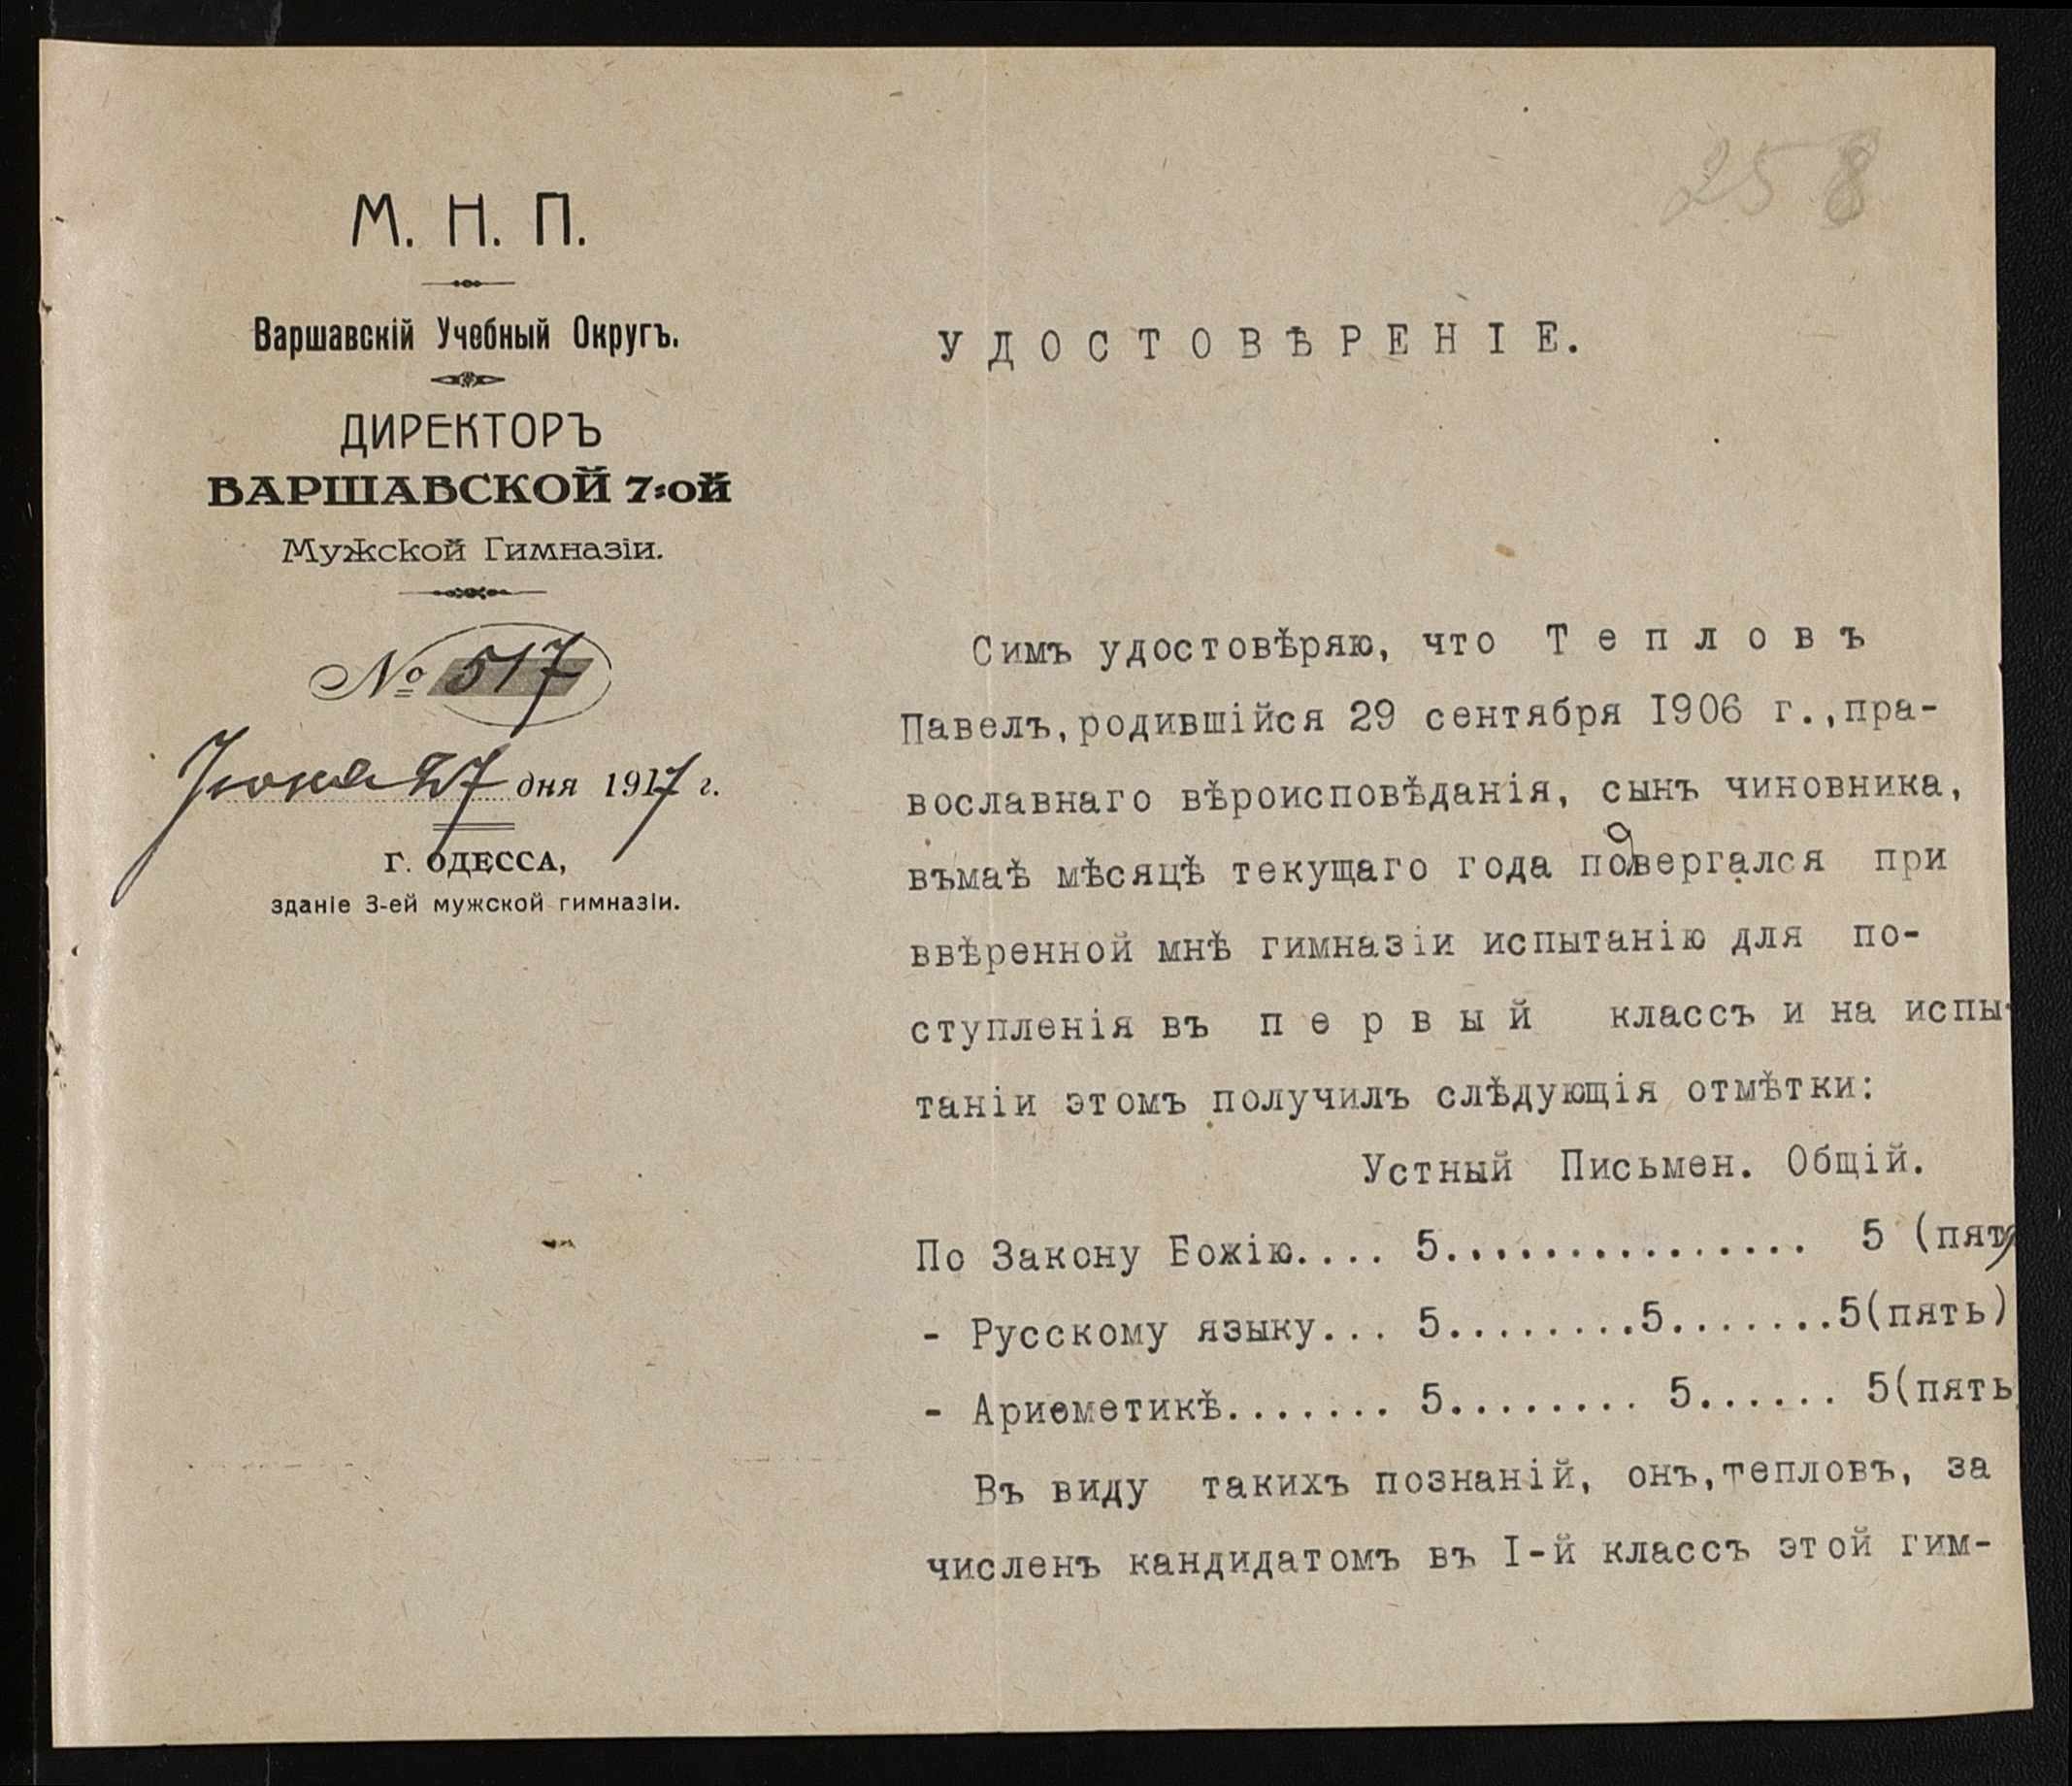 258
М. Н. П.
Варшавскій Учебный Округъ.
ДИРЕКТОРЪ
ВАРШАВСКОЙ 7-ой
Мужской Гимназіи.
№ 517
Іюня 27 дня 1917 г.
Г. ОДЕССА,
зданіе 3-ей мужской гимназіи.
УДОСТОВѢРЕНІЕ.
Симъ удостовѣряю, что Тепловъ
Павелъ, родившійся 29 сентября I906 г., пра-
вославнаго вѣроисповѣданія, сынъ чиновника,
въмаѣ мѣсяцѣ текущаго года подвергался при
ввѣренной мнѣ гимназіи испытанію для по-
ступленія въ первый классъ и на испы-
таніи этомъ получилъ слѣдующія отмѣтки:
Устный Письмен. Общій.
По Закону Божію.... 5............... 5 (пят)
- Русскому языку... 5........5.......5(пять)
- Ариѳметикѣ....... 5........ 5...... 5(пять
Въ виду такихъ познаній, онъ,тепловъ, за
численъ кандидатомъ въ I-й классъ этой гим-